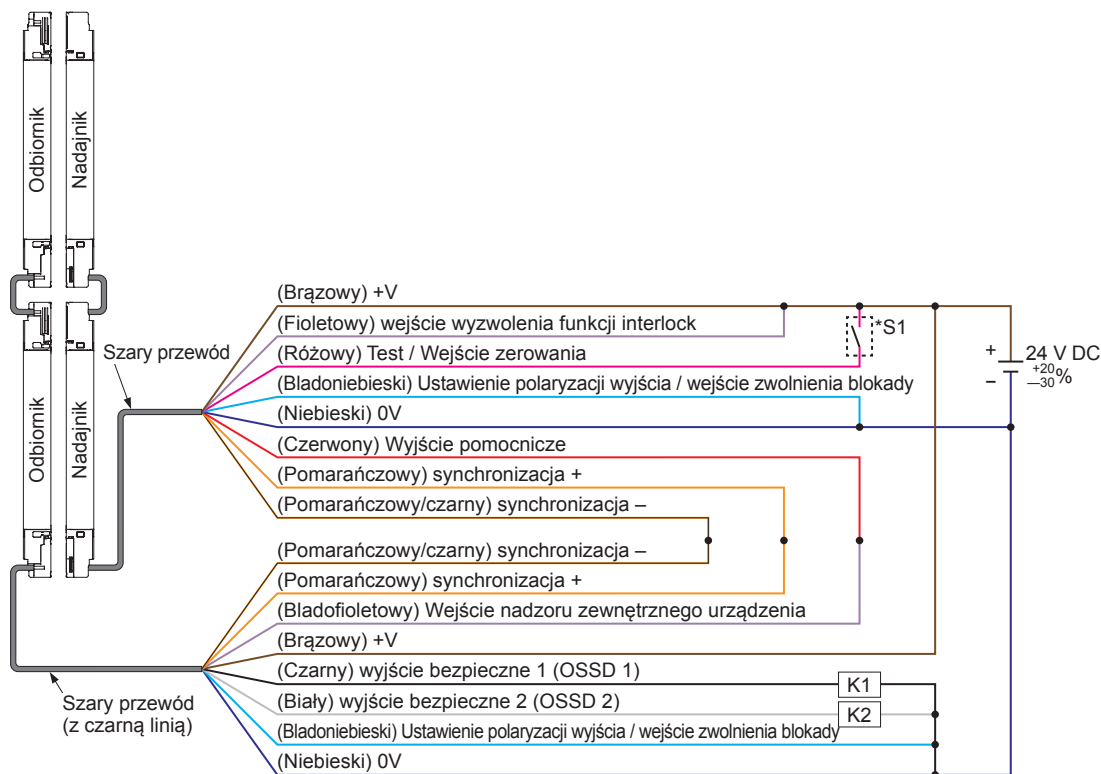 Odbiornik
Nadajnik
Odbiornik
Nadajnik
Szary przewód
(Brązowy) +V
(Fioletowy) wejście wyzwolenia funkcji interlock
(Różowy) Test / Wejście zerowania
(Bladoniebieski) Ustawienie polaryzacji wyjścia / wejście zwolnienia blokady
(Niebieski) 0V
(Czerwony) Wyjście pomocnicze
(Pomarańczowy) synchronizacja +
(Pomarańczowy/czarny) synchronizacja –
*S1
+
–
24 V DC
+20
—30 %
(Pomarańczowy/czarny) synchronizacja –
(Pomarańczowy) synchronizacja +
(Bladofioletowy) Wejście nadzoru zewnętrznego urządzenia
(Brązowy) +V
(Czarny) wyjście bezpieczne 1 (OSSD 1)
K1
(Biały) wyjście bezpieczne 2 (OSSD 2)
K2
(Bladoniebieski) Ustawienie polaryzacji wyjścia / wejście zwolnienia blokady
(Niebieski) 0V
Szary przewód
(z czarną linią)